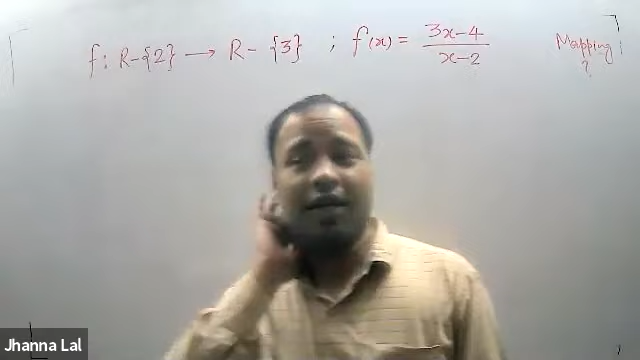 f: R-{2} → R- {3} ; f(x) = (3x-4)/(x-2) Mapping ?
Jhanna Lal